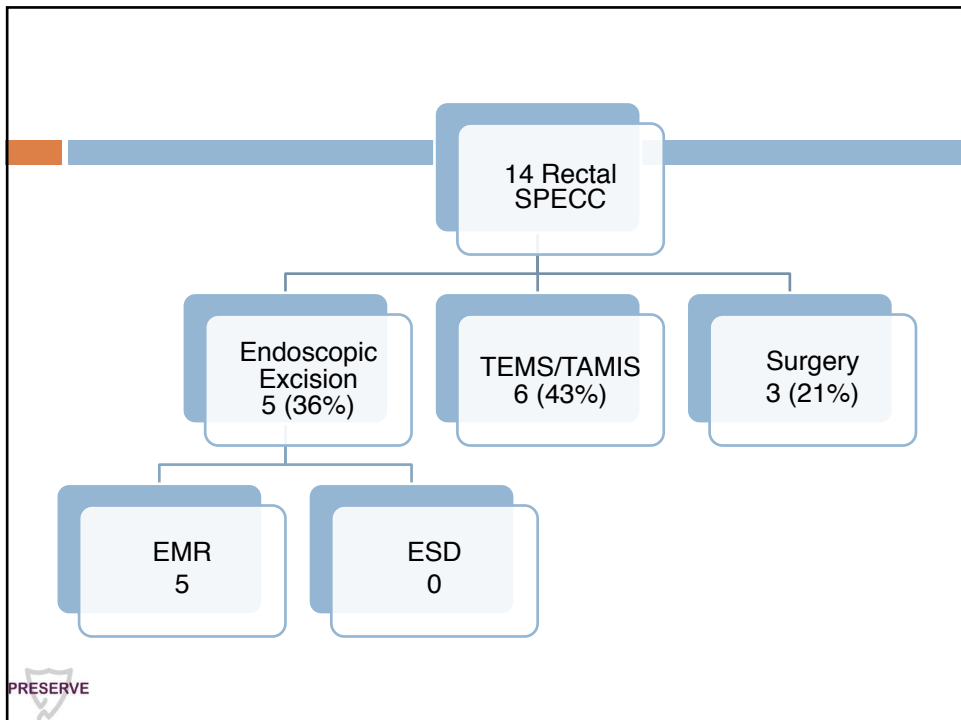 14 Rectal
SPECC
Endoscopic
Excision
5 (36%)
TEMS/TAMIS
6 (43%)
Surgery
3 (21%)
EMR
5
ESD
0
PRESERVE